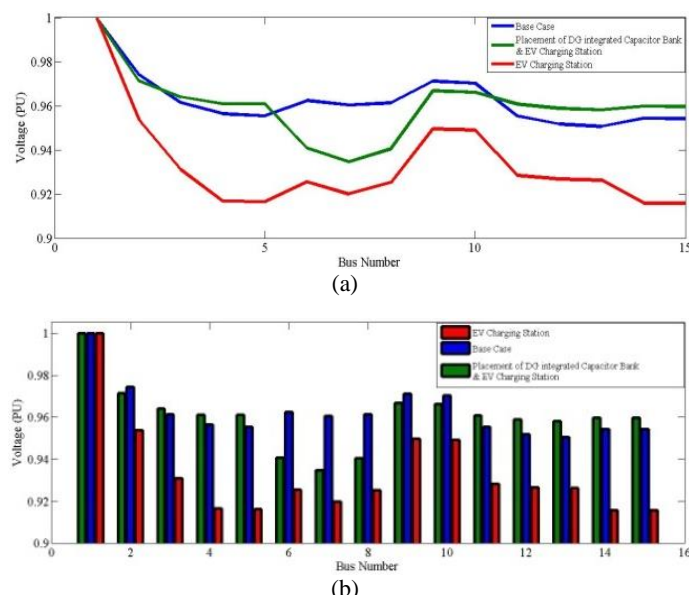 1
0.98
0.96
0.94
0.92
0.9
Voltage (PU)
Base Case
Placement of DG integrated Capacitor Bank
& EV Charging Station
EV Charging Station
0
5
10
15
Bus Number
(a)
1
0.98
0.96
0.94
0.92
0.9
Voltage (PU)
EV Charging Station
Base Case
Placement of DG integrated Capacitor Bank
& EV Charging Station
0
2
4
6
8
10
12
14
16
Bus Number
(b)